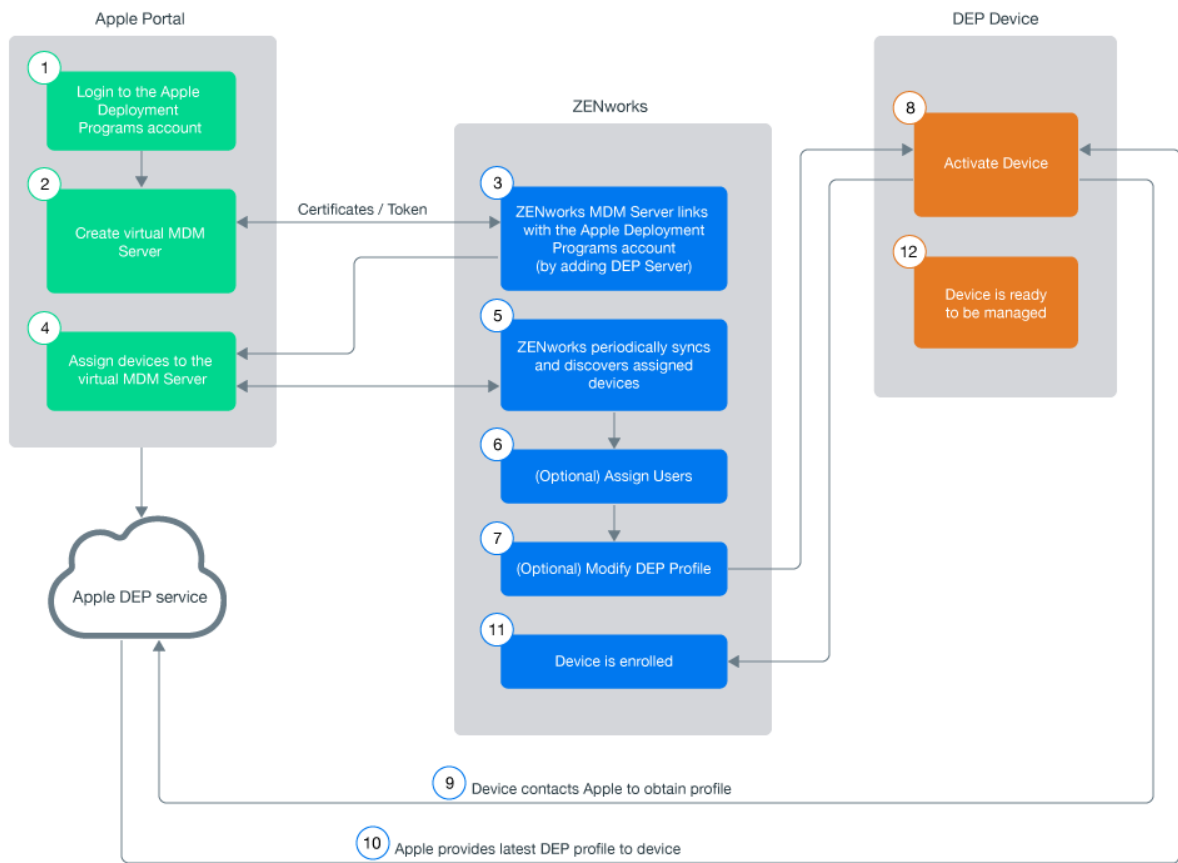 Apple Portal
DEP Device
ZENworks
1
Login to the Apple
Deployment
Programs account
2
Create virtual MDM
Server
Certificates / Token
3
ZENworks MDM Server links
with the Apple Deployment
Programs account
(by adding DEP Server)
4
Assign devices to the
virtual MDM Server
5
ZENworks periodically syncs
and discovers assigned
devices
6
(Optional) Assign Users
7
(Optional) Modify DEP Profile
8
Activate Device
Apple DEP service
9
Device contacts Apple to obtain profile
10
Apple provides latest DEP profile to device
11
Device is enrolled
12
Device is ready
to be managed